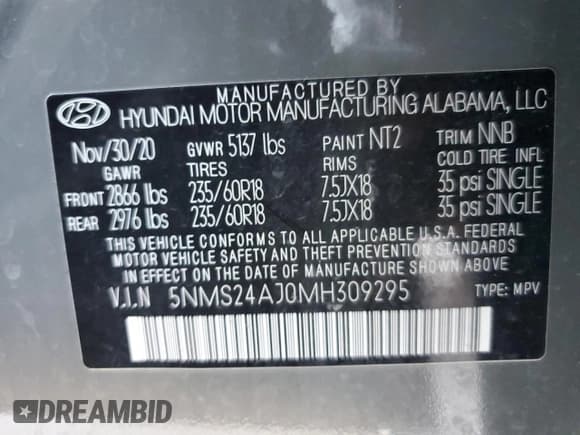 MANUFACTURED BY
HYUNDAI MOTOR MANUFACTURING ALABAMA, LLC
Nov/30/20 GVWR 5137 lbs PAINT NT2 TRIM NNB
GAWR TIRES RIMS COLD TIRE INFL
FRONT 2866 lbs 235/60R18 7.5JX18 35 psi SINGLE
REAR 2976 lbs 235/60R18 7.5JX18 35 psi SINGLE
THIS VEHICLE CONFORMS TO ALL APPLICABLE U.S.A. FEDERAL
MOTOR VEHICLE SAFETY AND THEFT PREVENTION STANDARDS
IN EFFECT ON THE DATE OF MANUFACTURE SHOWN ABOVE.
V.I.N 5NMS24AJ0MH309295 TYPE: MPV
DREAMBID